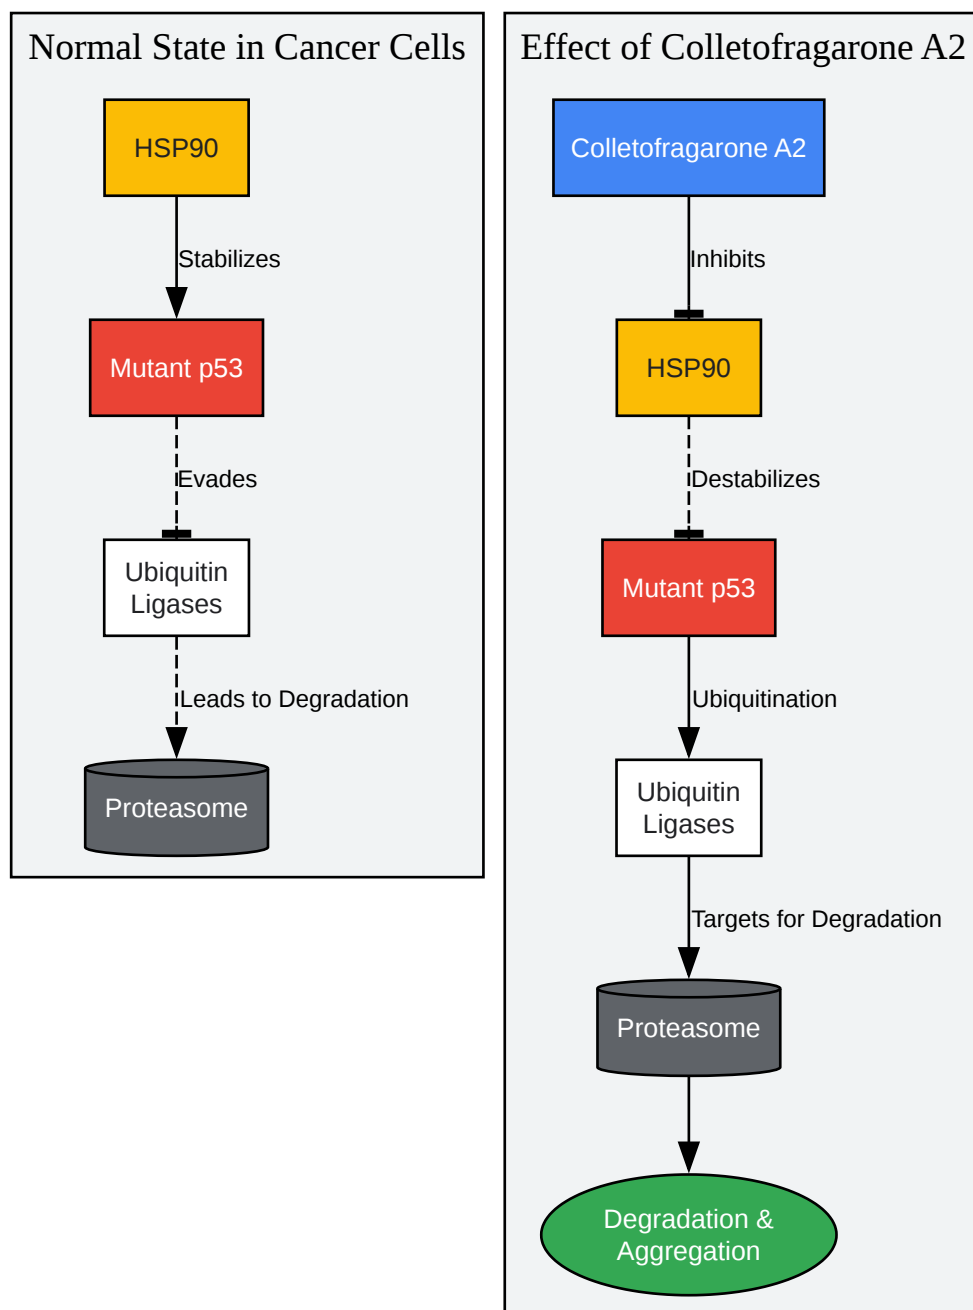 Normal State in Cancer Cells
HSP90
Stabilizes
Mutant p53
Evades
Ubiquitin
Ligases
Leads to Degradation
Proteasome
Effect of Colletofragarone A2
Colletofragarone A2
Inhibits
HSP90
Destabilizes
Mutant p53
Ubiquitination
Ubiquitin
Ligases
Targets for Degradation
Proteasome
Degradation &
Aggregation